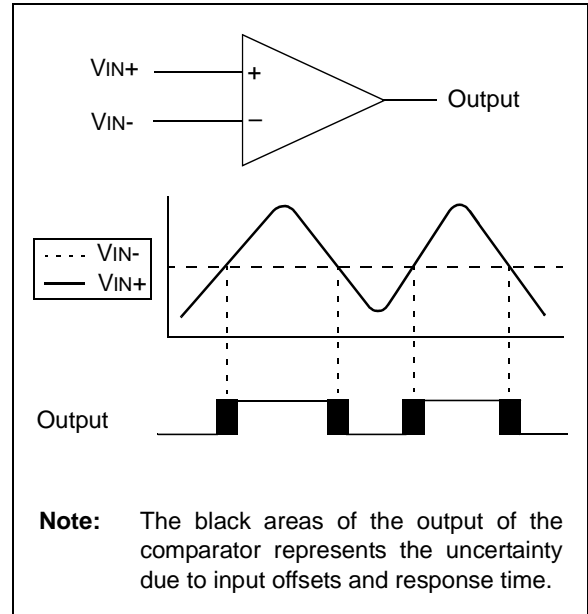 VIN+
+
Output
VIN-
–
VIN-
VIN+
Output
Note: The black areas of the output of the
comparator represents the uncertainty
due to input offsets and response time.